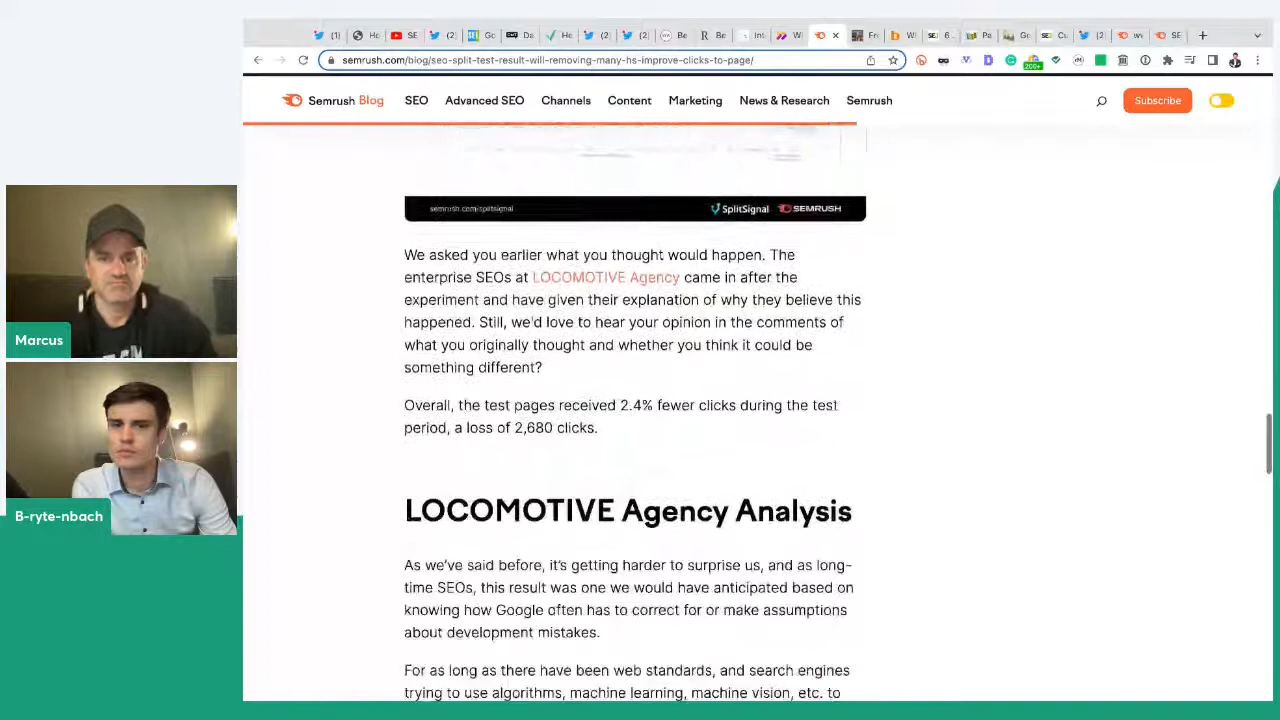 semrush.com/blog/seo-split-test-result-will-removing-many-hs-improve-clicks-to-page/
Semrush Blog SEO Advanced SEO Channels Content Marketing News & Research Semrush Subscribe
semrush.com/splitsignal SplitSignal SEMRUSH
We asked you earlier what you thought would happen. The
enterprise SEOs at LOCOMOTIVE Agency came in after the
experiment and have given their explanation of why they believe this
happened. Still, we'd love to hear your opinion in the comments of
what you originally thought and whether you think it could be
something different?
Overall, the test pages received 2.4% fewer clicks during the test
period, a loss of 2,680 clicks.
LOCOMOTIVE Agency Analysis
As we've said before, it's getting harder to surprise us, and as long-
time SEOs, this result was one we would have anticipated based on
knowing how Google often has to correct for or make assumptions
about development mistakes.
For as long as there have been web standards, and search engines
trying to use algorithms, machine learning, machine vision, etc. to
Marcus
B-ryte-nbach